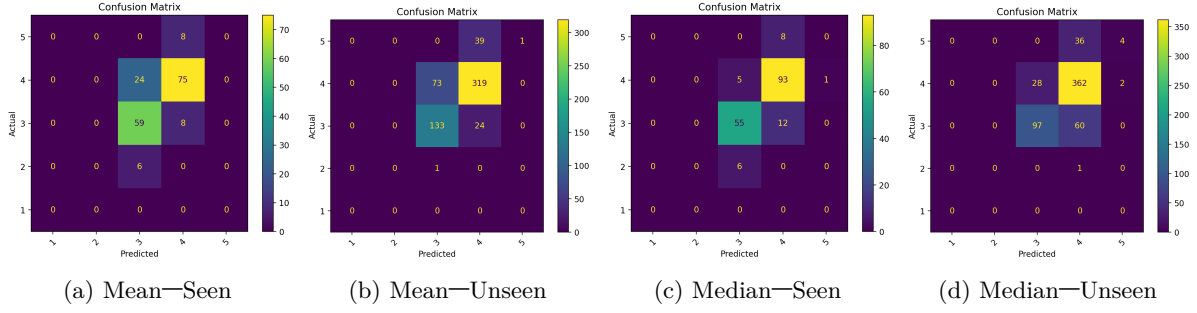 Confusion Matrix
5 0 0 0 8 0
4 0 0 24 75 0
3 0 0 59 8 0
2 0 0 6 0 0
1 0 0 0 0 0
1 2 3 4 5
Actual
Predicted
70
60
50
40
30
20
10
0
(a) Mean—Seen
Confusion Matrix
5 0 0 0 39 1
4 0 0 73 319 0
3 0 0 133 24 0
2 0 0 1 0 0
1 0 0 0 0 0
1 2 3 4 5
Actual
Predicted
300
250
200
150
100
50
0
(b) Mean—Unseen
Confusion Matrix
5 0 0 0 8 0
4 0 0 5 93 1
3 0 0 55 12 0
2 0 0 6 0 0
1 0 0 0 0 0
1 2 3 4 5
Actual
Predicted
80
60
40
20
0
(c) Median—Seen
Confusion Matrix
5 0 0 0 36 4
4 0 0 28 362 2
3 0 0 97 60 0
2 0 0 0 1 0
1 0 0 0 0 0
1 2 3 4 5
Actual
Predicted
350
300
250
200
150
100
50
0
(d) Median—Unseen